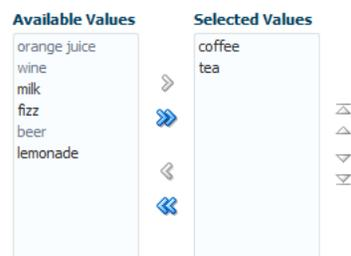 Available Values
orange juice
wine
milk
fizz
beer
lemonade
Selected Values
coffee
tea